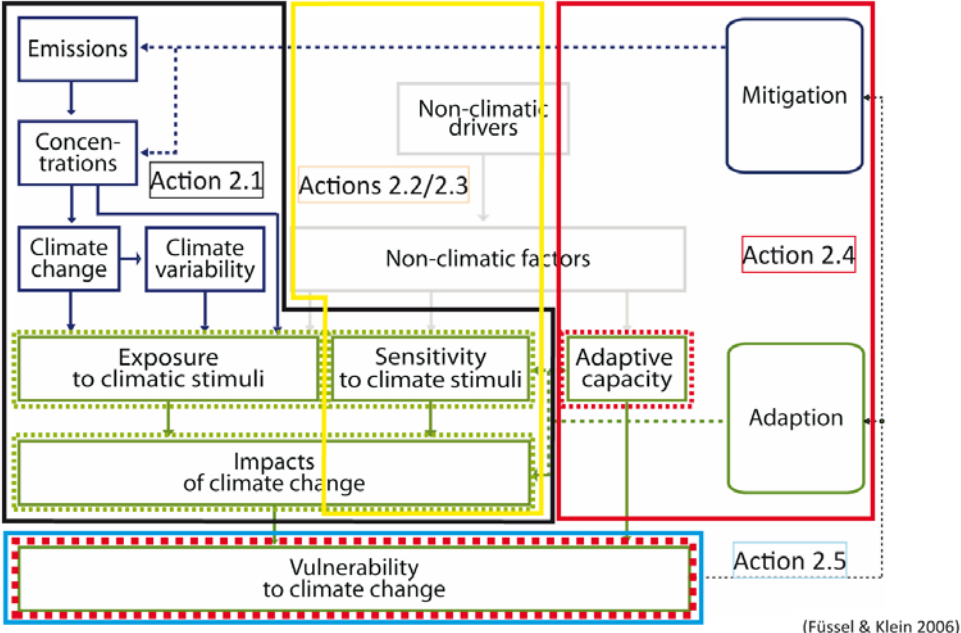 Emissions
Mitigation
Non-climatic
drivers
Concen-
trations
Action 2.1
Actions 2.2/2.3
Climate
change
Climate
variability
Non-climatic factors
Action 2.4
Exposure
to climatic stimuli
Sensitivity
to climate stimuli
Adaptive
capacity
Adaption
Impacts
of climate change
Vulnerability
to climate change
Action 2.5
(Füssel & Klein 2006)